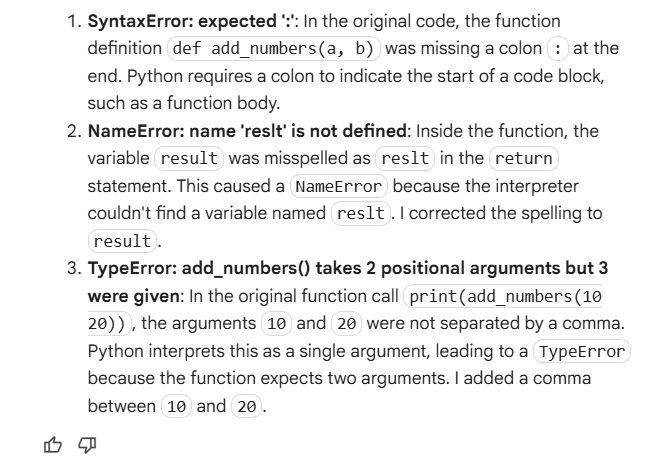 1. SyntaxError: expected ':': In the original code, the function
definition def add_numbers(a, b) was missing a colon : at the
end. Python requires a colon to indicate the start of a code block,
such as a function body.
2. NameError: name 'reslt' is not defined: Inside the function, the
variable result was misspelled as reslt in the return
statement. This caused a NameError because the interpreter
couldn't find a variable named reslt. I corrected the spelling to
result.
3. TypeError: add_numbers() takes 2 positional arguments but 3
were given: In the original function call print(add_numbers(10
20)), the arguments 10 and 20 were not separated by a comma.
Python interprets this as a single argument, leading to a TypeError
because the function expects two arguments. I added a comma
between 10 and 20.